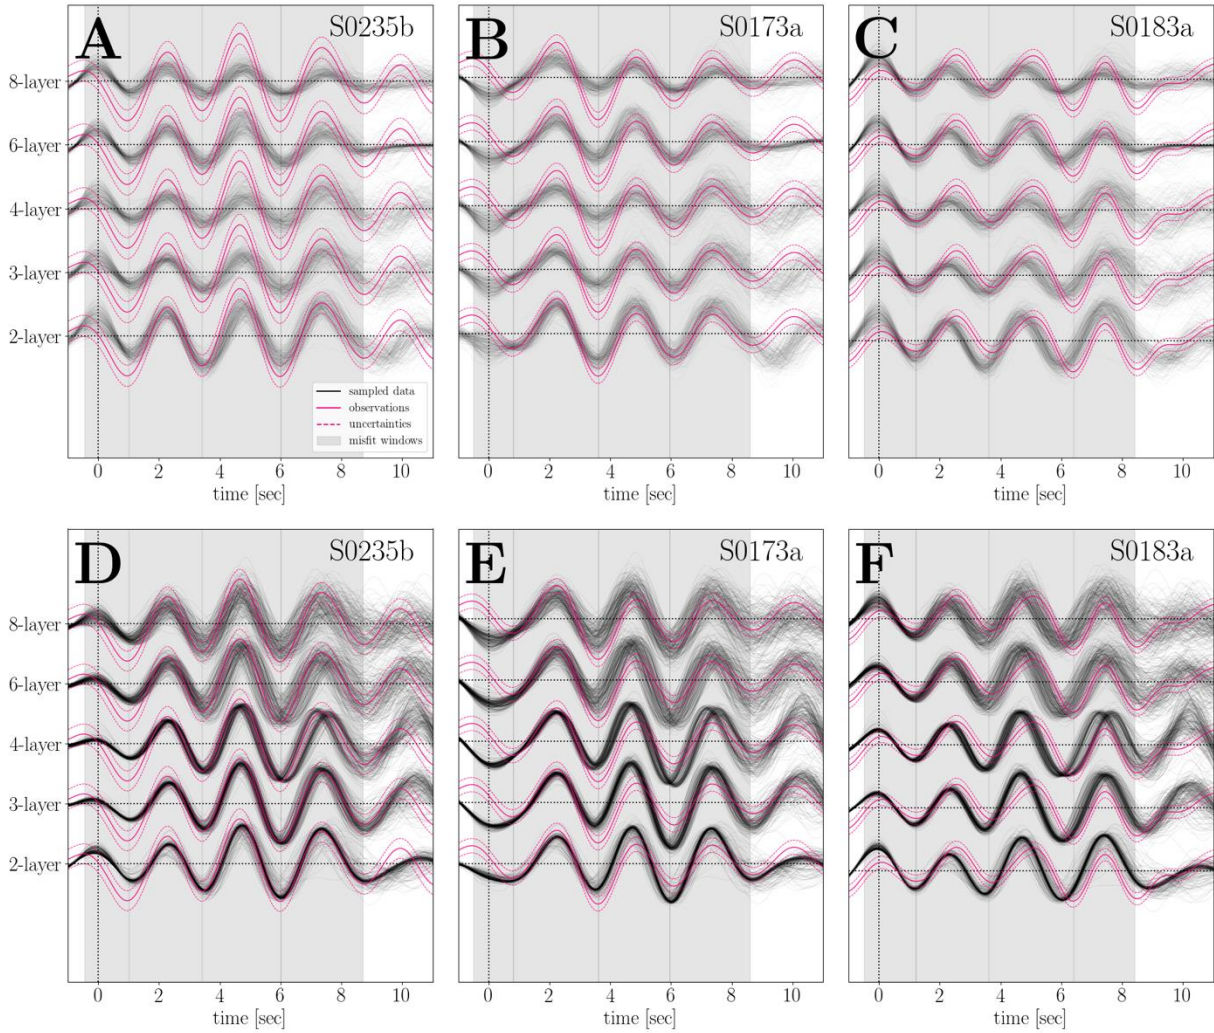 A S0235b
B S0173a
C S0183a
8-layer
6-layer
4-layer
3-layer
2-layer
sampled data
observations
uncertainties
misfit windows
0 2 4 6 8 10
0 2 4 6 8 10
0 2 4 6 8 10
time [sec]
time [sec]
time [sec]
D S0235b
E S0173a
F S0183a
8-layer
6-layer
4-layer
3-layer
2-layer
0 2 4 6 8 10
0 2 4 6 8 10
0 2 4 6 8 10
time [sec]
time [sec]
time [sec]